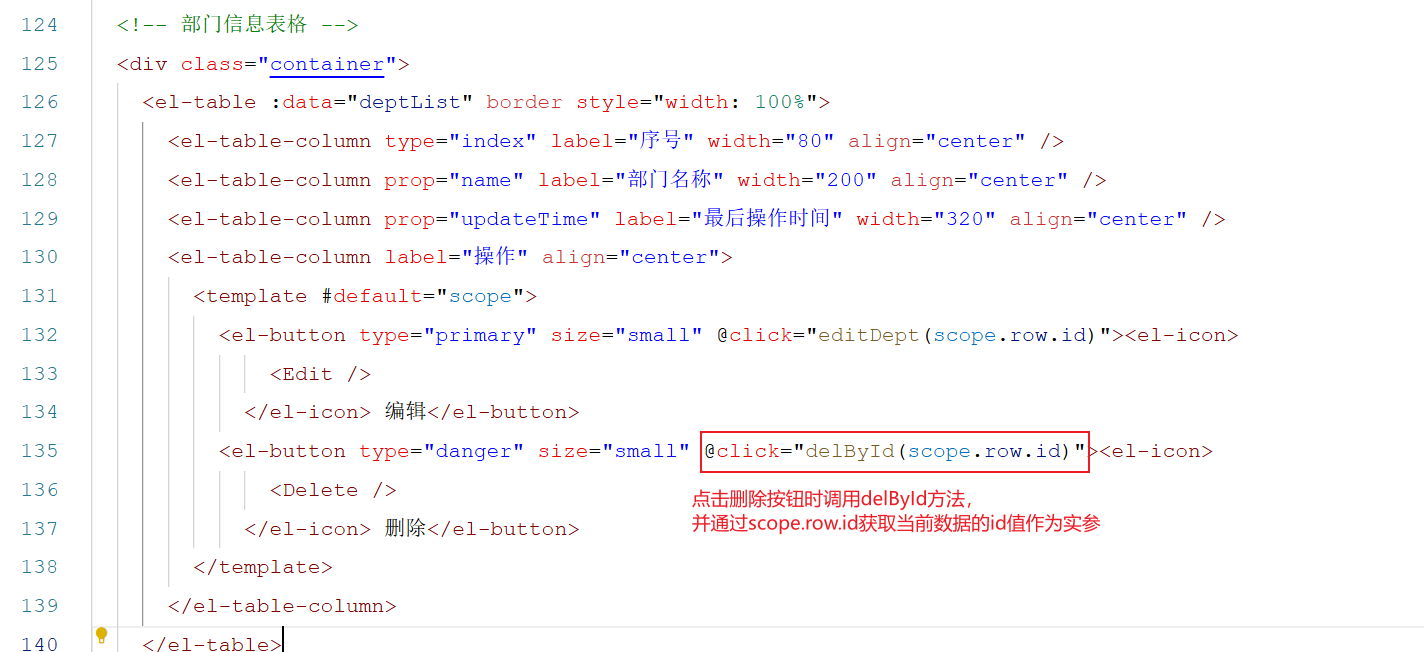 124 <!-- 部门信息表格 -->
125 <div class="container">
126 <el-table :data="deptList" border style="width: 100%">
127 <el-table-column type="index" label="序号" width="80" align="center" />
128 <el-table-column prop="name" label="部门名称" width="200" align="center" />
129 <el-table-column prop="updateTime" label="最后操作时间" width="320" align="center" />
130 <el-table-column label="操作" align="center">
131 <template #default="scope">
132 <el-button type="primary" size="small" @click="editDept(scope.row.id)"><el-icon>
133 <Edit />
134 </el-icon> 编辑</el-button>
135 <el-button type="danger" size="small" @click="delById(scope.row.id)"><el-icon>
136 <Delete />
点击删除按钮时调用delById方法，
并通过scope.row.id获取当前数据的id值作为实参
137 </el-icon> 删除</el-button>
138 </template>
139 </el-table-column>
140 </el-table>